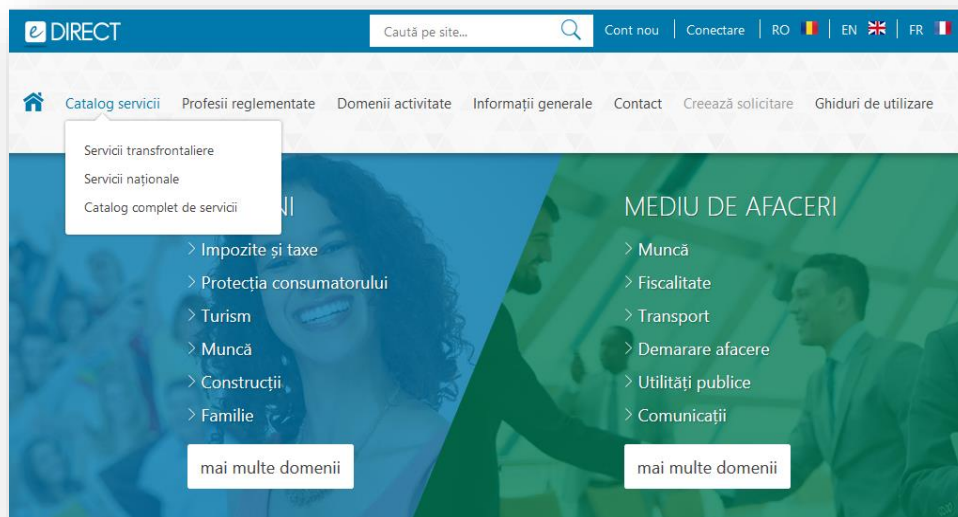 e DIRECT
Caută pe site...
Cont nou | Conectare | RO | EN | FR
Catalog servicii Profesii reglementate Domenii activitate Informații generale Contact Creează solicitare Ghiduri de utilizare
Servicii transfrontaliere
Servicii naționale
Catalog complet de servicii
NI
> Impozite și taxe
> Protecția consumatorului
> Turism
> Muncă
> Construcții
> Familie
mai multe domenii
MEDIU DE AFACERI
> Muncă
> Fiscalitate
> Transport
> Demarare afacere
> Utilități publice
> Comunicații
mai multe domenii